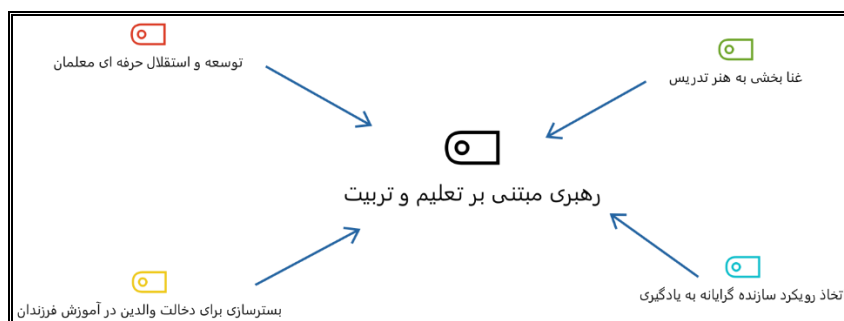 توسعه و استقلال حرفه ای معلمان
غنا بخشی به هنر تدریس
رهبری مبتنی بر تعلیم و تربیت
تخاذ رویکرد سازنده گرایانه به یادگیری
بسترسازی برای دخالت والدین در آموزش فرزندان